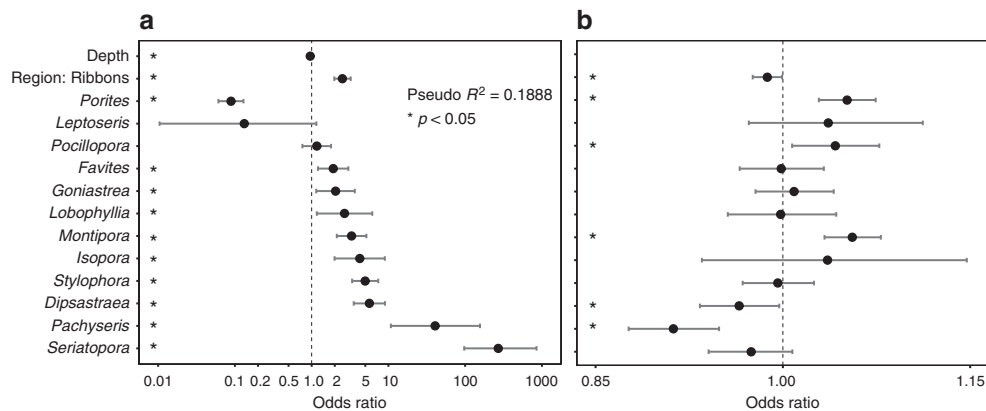 a
b
Depth *
Region: Ribbons * *
Porites * *
Leptoseris
Pocillopora *
Favites *
Goniastrea *
Lobophyllia *
Montipora * *
Isopora *
Stylophora *
Dipsastraea * *
Pachyseris * *
Seriatopora *
Pseudo R² = 0.1888
* p < 0.05
0.01 0.1 0.2 0.5 1.0 2 5 10 100 1000
Odds ratio
0.85 1.00 1.15
Odds ratio